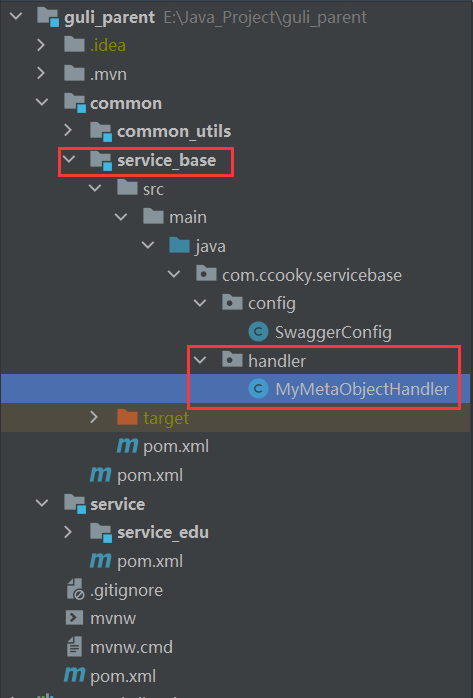 guli_parent E:\Java_Project\guli_parent
.idea
.mvn
common
common_utils
service_base
src
main
java
com.ccooky.servicebase
config
C SwaggerConfig
handler
C MyMetaObjectHandler
target
m pom.xml
m pom.xml
service
service_edu
m pom.xml
.gitignore
mvnw
mvnw.cmd
m pom.xml